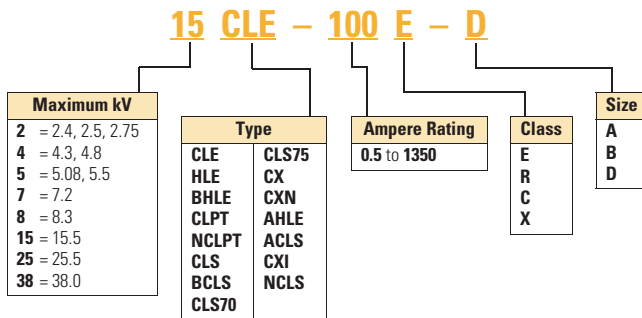 15 CLE – 100 E – D
Maximum kV
2 = 2.4, 2.5, 2.75
4 = 4.3, 4.8
5 = 5.08, 5.5
7 = 7.2
8 = 8.3
15 = 15.5
25 = 25.5
38 = 38.0
Type
CLE
HLE
BHLE
CLPT
NCLPT
CLS
BCLS
CLS70
CLS75
CX
CXN
AHLE
ACLS
CXI
NCLS
Ampere Rating
0.5 to 1350
Class
E
R
C
X
Size
A
B
D